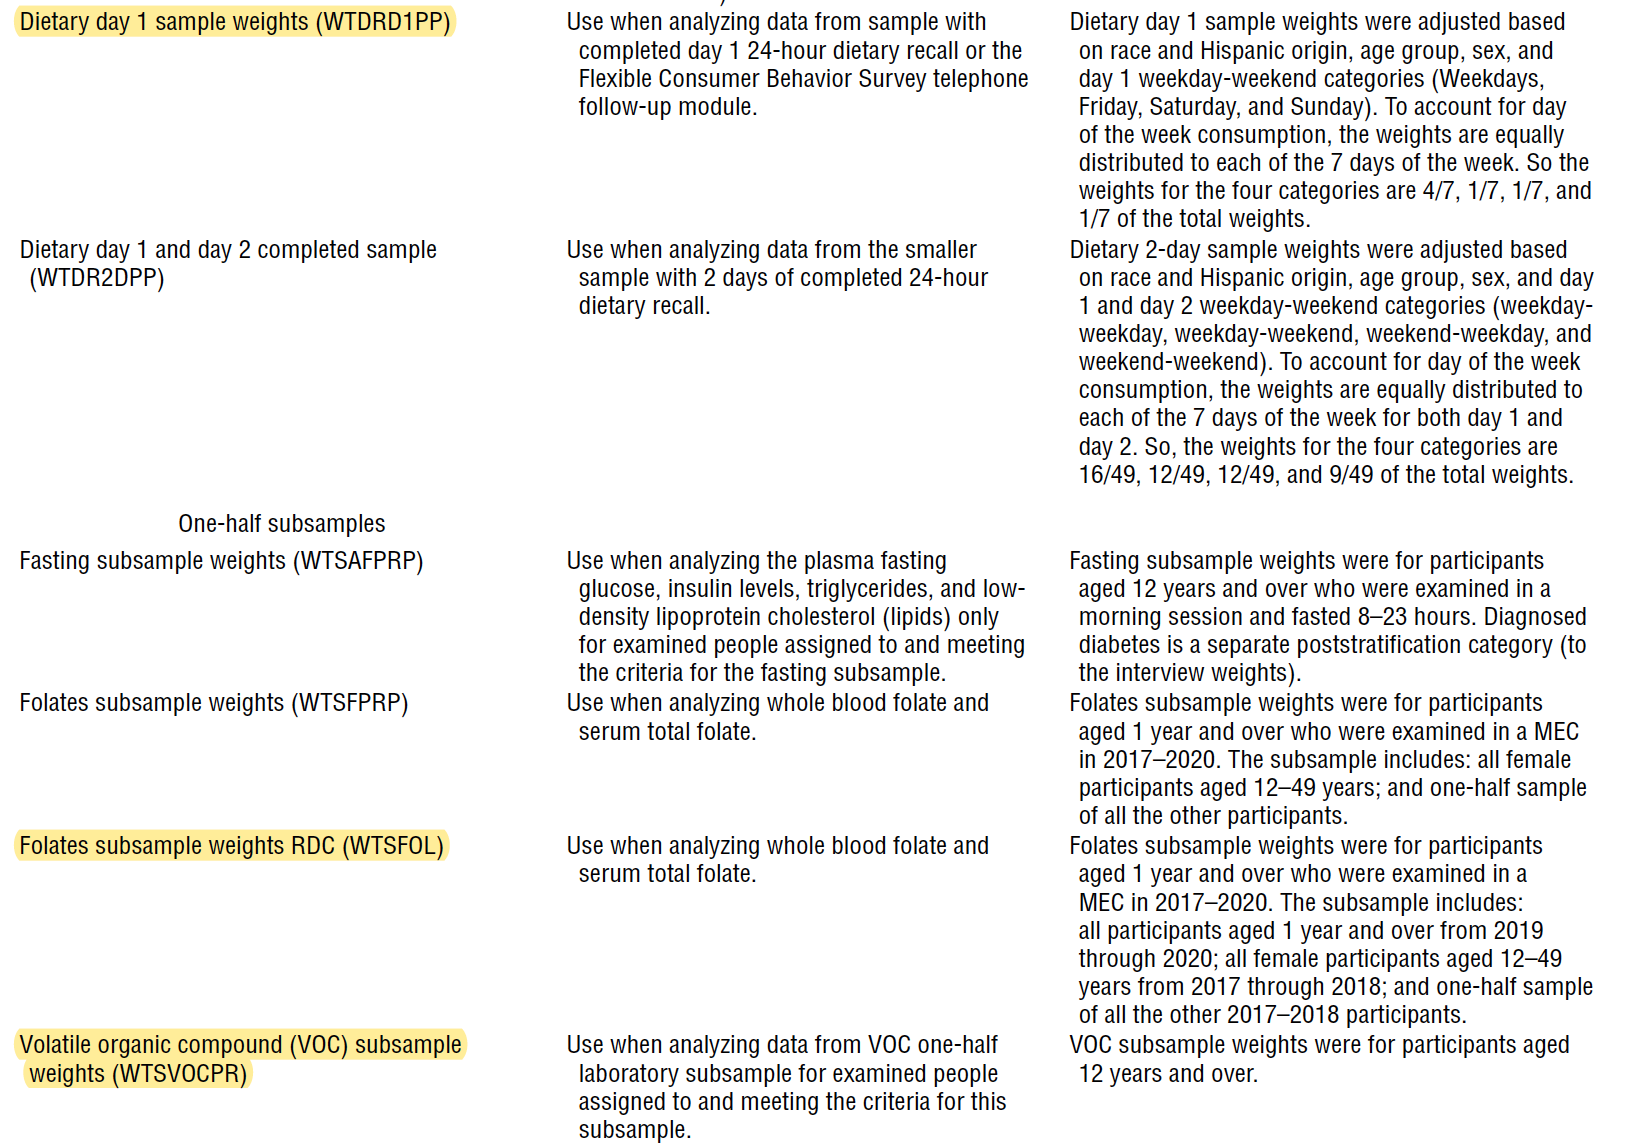 Dietary day 1 sample weights (WTDRD1PP)
Use when analyzing data from sample with
completed day 1 24-hour dietary recall or the
Flexible Consumer Behavior Survey telephone
follow-up module.
Dietary day 1 sample weights were adjusted based
on race and Hispanic origin, age group, sex, and
day 1 weekday-weekend categories (Weekdays,
Friday, Saturday, and Sunday). To account for day
of the week consumption, the weights are equally
distributed to each of the 7 days of the week. So the
weights for the four categories are 4/7, 1/7, 1/7, and
1/7 of the total weights.
Dietary day 1 and day 2 completed sample
(WTDR2DPP)
Use when analyzing data from the smaller
sample with 2 days of completed 24-hour
dietary recall.
Dietary 2-day sample weights were adjusted based
on race and Hispanic origin, age group, sex, and day
1 and day 2 weekday-weekend categories (weekday-
weekday, weekday-weekend, weekend-weekday, and
weekend-weekend). To account for day of the week
consumption, the weights are equally distributed to
each of the 7 days of the week for both day 1 and
day 2. So, the weights for the four categories are
16/49, 12/49, 12/49, and 9/49 of the total weights.
One-half subsamples
Fasting subsample weights (WTSAFPRP)
Use when analyzing the plasma fasting
glucose, insulin levels, triglycerides, and low-
density lipoprotein cholesterol (lipids) only
for examined people assigned to and meeting
the criteria for the fasting subsample.
Fasting subsample weights were for participants
aged 12 years and over who were examined in a
morning session and fasted 8–23 hours. Diagnosed
diabetes is a separate poststratification category (to
the interview weights).
Folates subsample weights (WTSFPRP)
Use when analyzing whole blood folate and
serum total folate.
Folates subsample weights were for participants
aged 1 year and over who were examined in a MEC
in 2017–2020. The subsample includes: all female
participants aged 12–49 years; and one-half sample
of all the other participants.
Folates subsample weights RDC (WTSFOL)
Use when analyzing whole blood folate and
serum total folate.
Folates subsample weights were for participants
aged 1 year and over who were examined in a
MEC in 2017–2020. The subsample includes:
all participants aged 1 year and over from 2019
through 2020; all female participants aged 12–49
years from 2017 through 2018; and one-half sample
of all the other 2017–2018 participants.
Volatile organic compound (VOC) subsample
weights (WTSVOCPR)
Use when analyzing data from VOC one-half
laboratory subsample for examined people
assigned to and meeting the criteria for this
subsample.
VOC subsample weights were for participants aged
12 years and over.